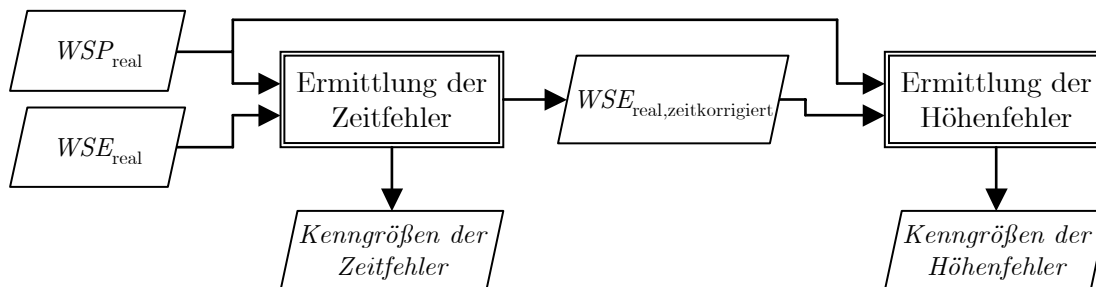 WSP_real
Ermittlung der
Zeitfehler
WSE_real,zeitkorrigiert
Ermittlung der
Höhenfehler
WSE_real
Kenngrößen der
Zeitfehler
Kenngrößen der
Höhenfehler